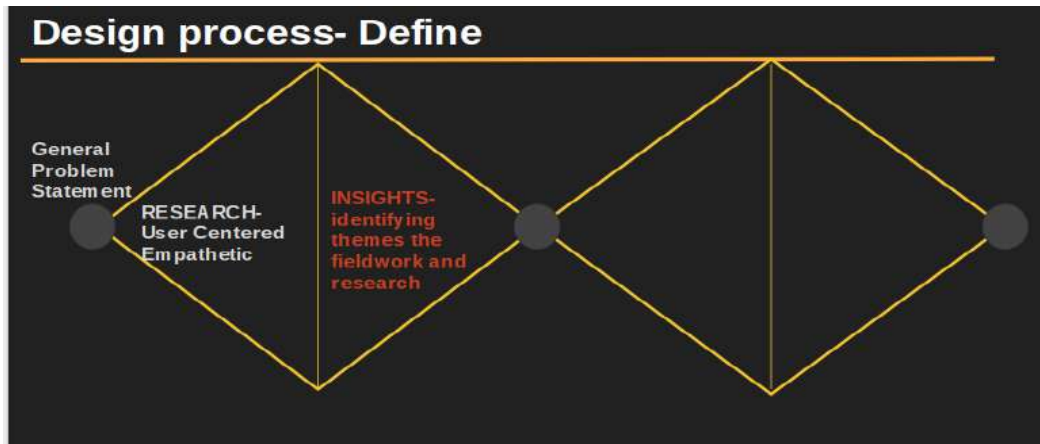 Design process- Define
General
Problem
Statement
RESEARCH-
User Centered
Empathetic
INSIGHTS-
identifying
themes the
fieldwork and
research